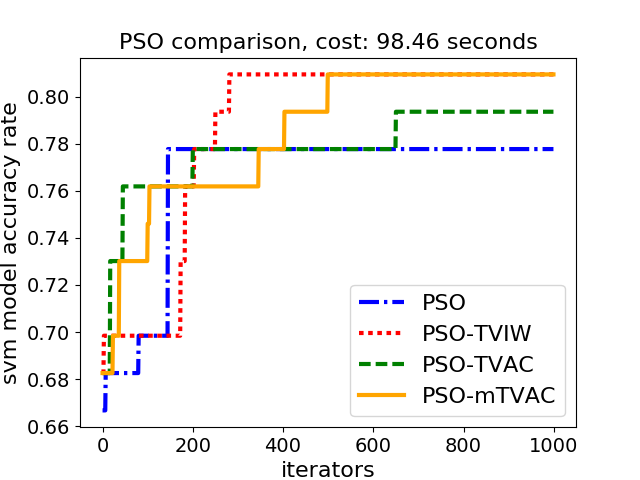 PSO comparison, cost: 98.46 seconds
svm model accuracy rate
0.80
0.78
0.76
0.74
0.72
0.70
0.68
0.66
PSO
PSO-TVIW
PSO-TVAC
PSO-mTVAC
0 200 400 600 800 1000
iterators